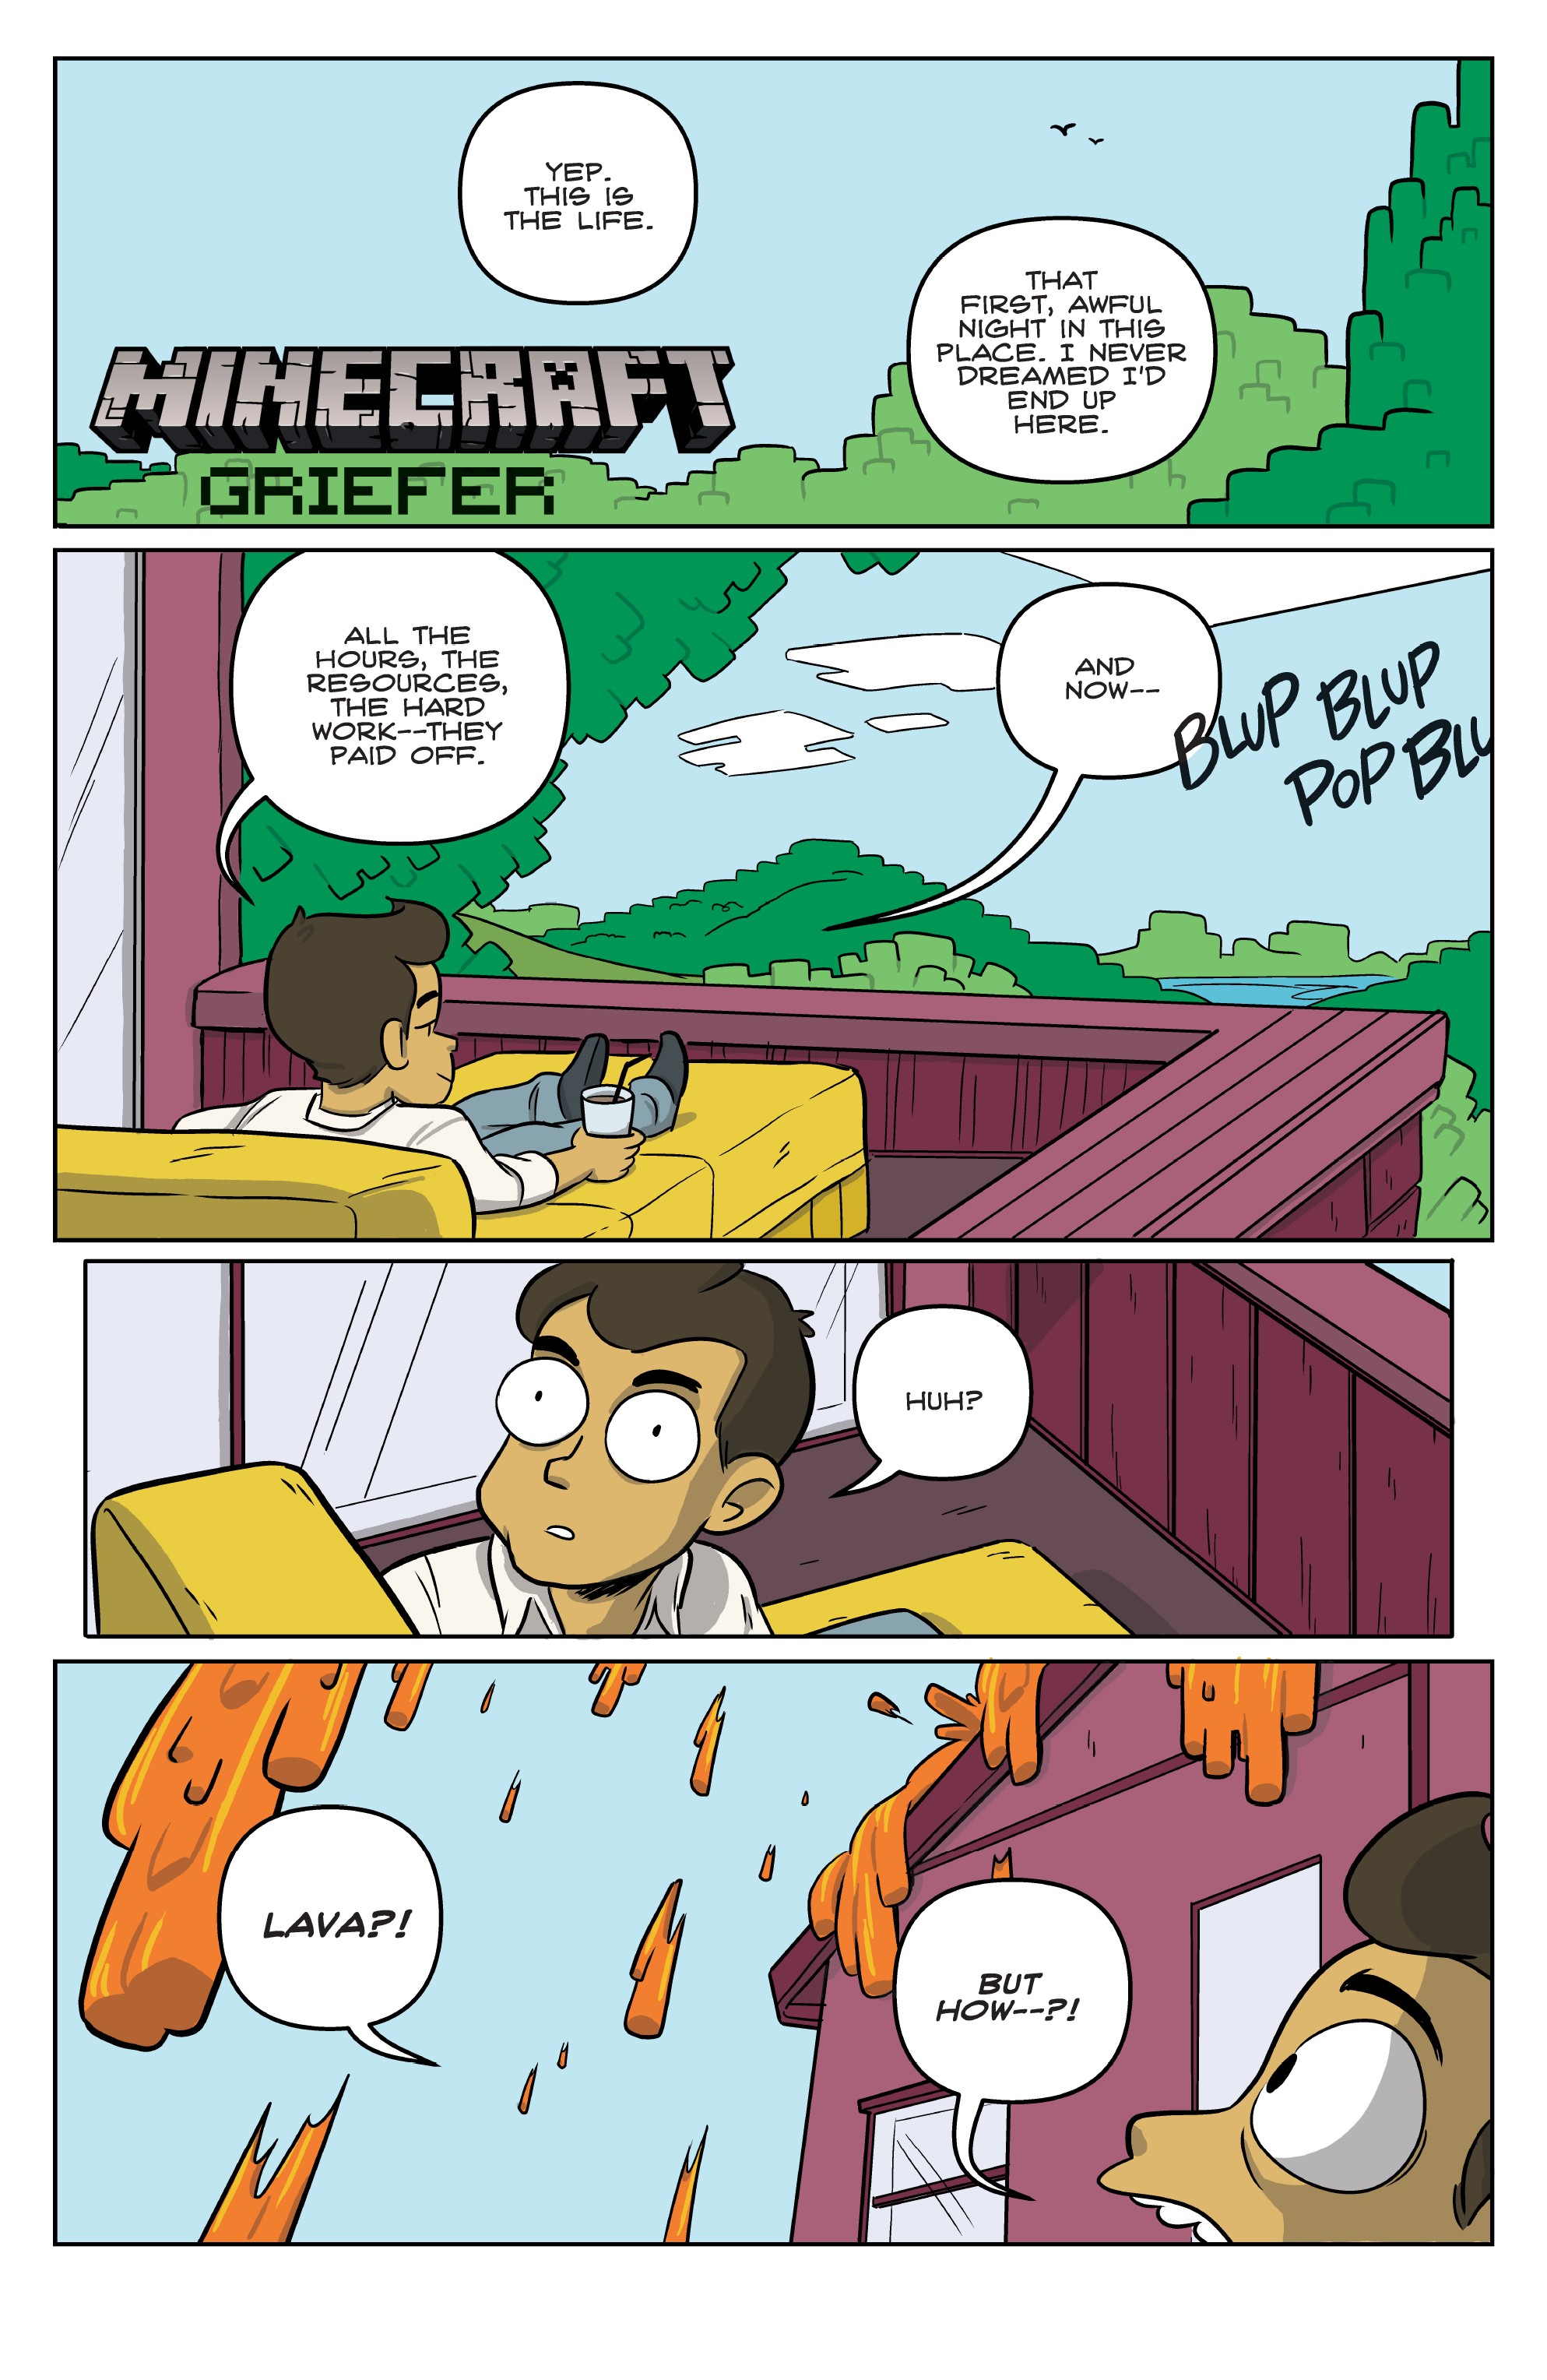 YEP.
THIS IS
THE LIFE.
THAT
FIRST, AWFUL
NIGHT IN THIS
PLACE. I NEVER
DREAMED I'D
END UP
HERE.
MINECRAFT
GRIEFER
ALL THE
HOURS, THE
RESOURCES,
THE HARD
WORK--THEY
PAID OFF.
AND
NOW--
BLUP BLUP
POP BLU
HUH?
LAVA?!
BUT
HOW--?!